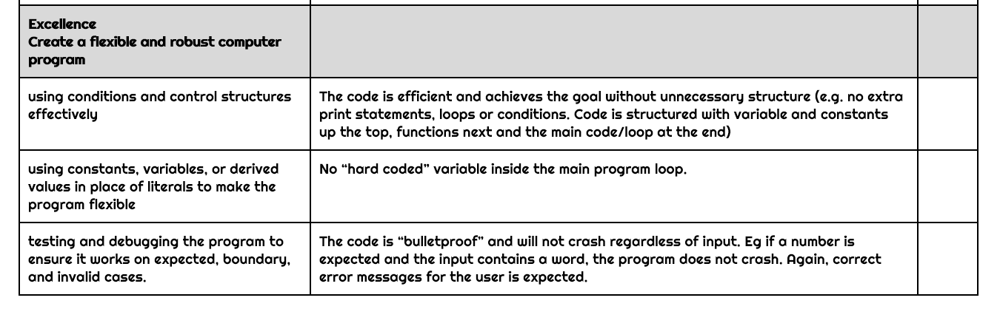 Excellence
Create a flexible and robust computer
program
using conditions and control structures
effectively
The code is efficient and achieves the goal without unnecessary structure (e.g. no extra
print statements, loops or conditions. Code is structured with variable and constants
up the top, functions next and the main code/loop at the end)
using constants, variables, or derived
values in place of literals to make the
program flexible
No “hard coded” variable inside the main program loop.
testing and debugging the program to
ensure it works on expected, boundary,
and invalid cases.
The code is “bulletproof” and will not crash regardless of input. Eg if a number is
expected and the input contains a word, the program does not crash. Again, correct
error messages for the user is expected.